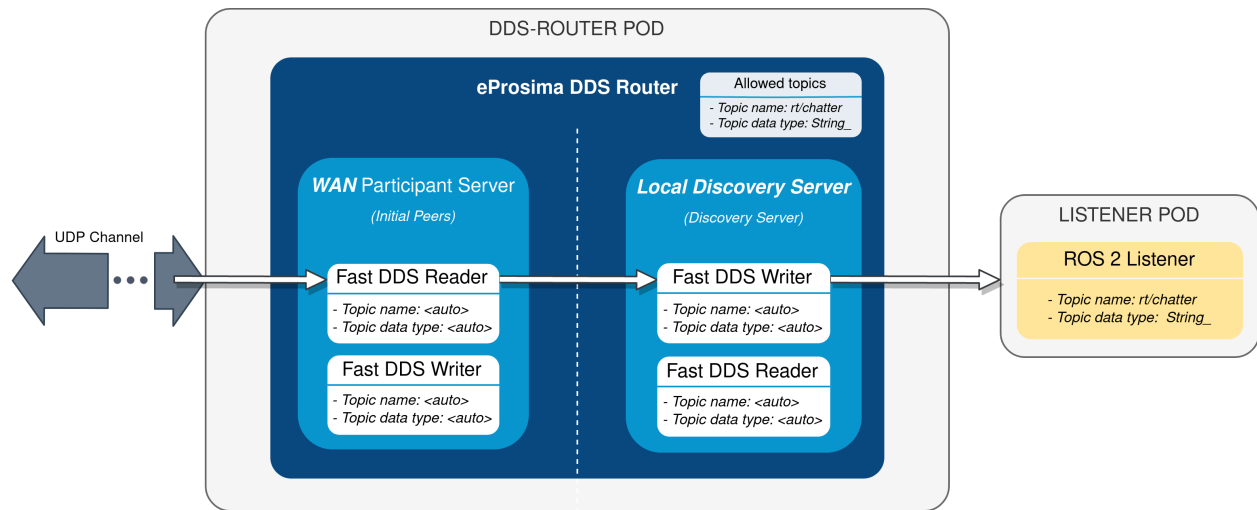 DDS-ROUTER POD
eProsima DDS Router
Allowed topics
- Topic name: rt/chatter
- Topic data type: String_
WAN Participant Server
(Initial Peers)
Local Discovery Server
(Discovery Server)
UDP Channel
Fast DDS Reader
- Topic name: <auto>
- Topic data type: <auto>
Fast DDS Writer
- Topic name: <auto>
- Topic data type: <auto>
Fast DDS Writer
- Topic name: <auto>
- Topic data type: <auto>
Fast DDS Reader
- Topic name: <auto>
- Topic data type: <auto>
LISTENER POD
ROS 2 Listener
- Topic name: rt/chatter
- Topic data type:  String_